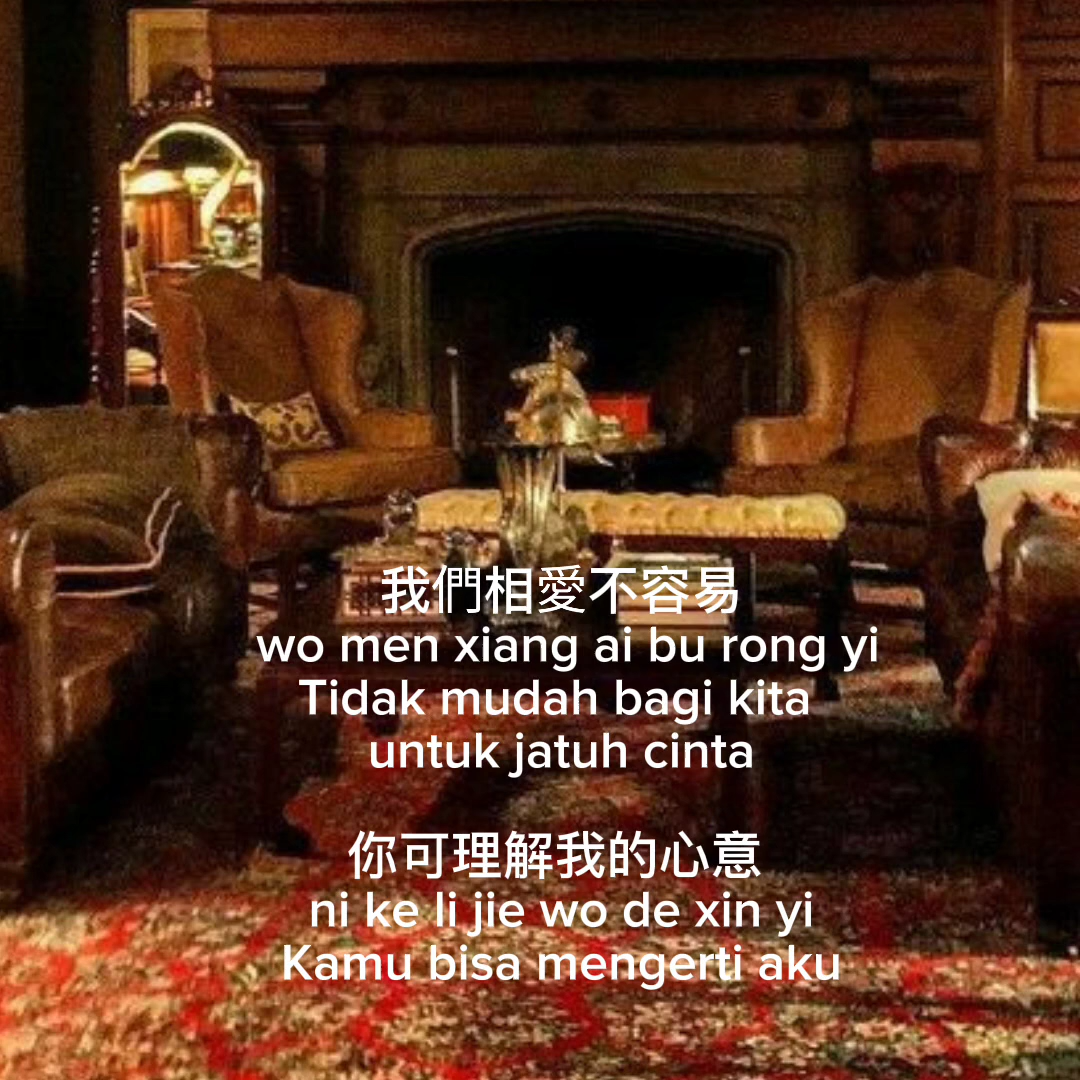 我們相愛不容易
wo men xiang ai bu rong yi
Tidak mudah bagi kita
untuk jatuh cinta
你可理解我的心意
ni ke li jie wo de xin yi
Kamu bisa mengerti aku